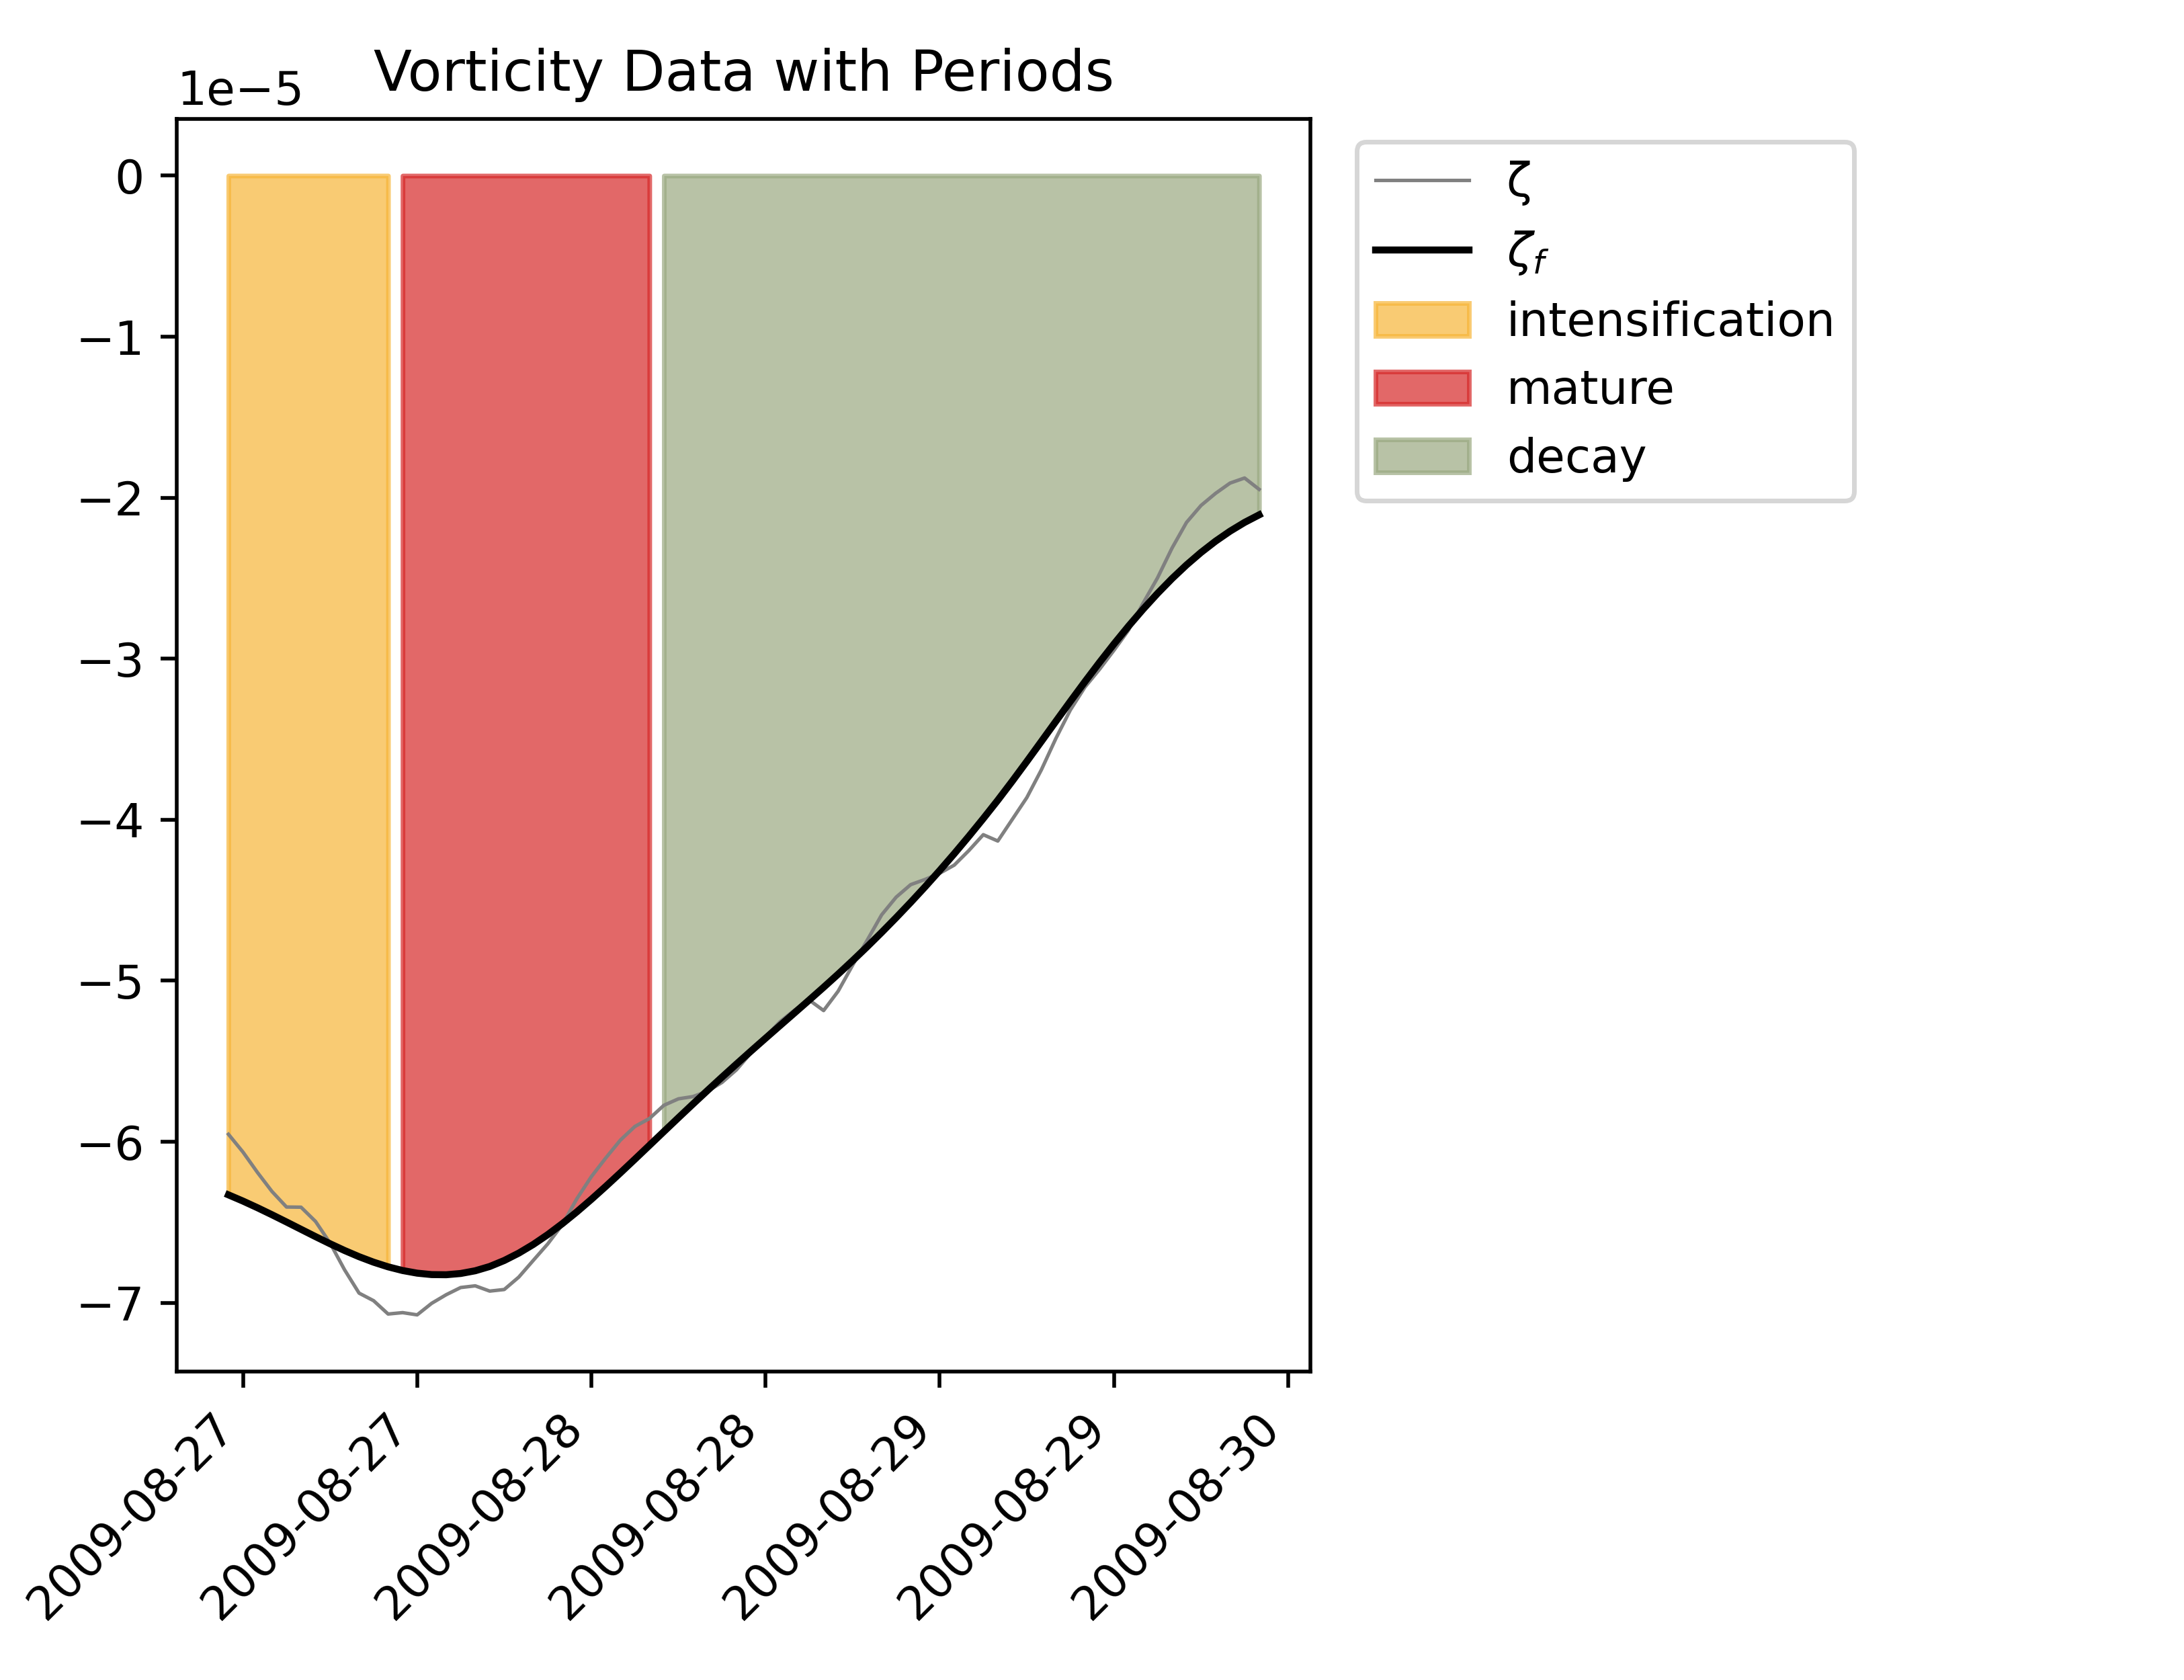 Vorticity Data with Periods
1e−5
0
−1
−2
−3
−4
−5
−6
−7
2009-08-27
2009-08-27
2009-08-28
2009-08-28
2009-08-29
2009-08-29
2009-08-30
ζ
ζf
intensification
mature
decay